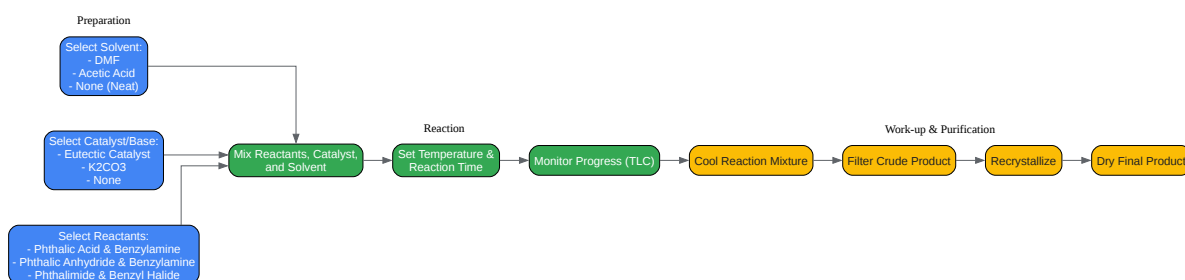 Preparation
Select Solvent:
- DMF
- Acetic Acid
- None (Neat)
Select Catalyst/Base:
- Eutectic Catalyst
- K2CO3
- None
Select Reactants:
- Phthalic Acid & Benzylamine
- Phthalic Anhydride & Benzylamine
- Phthalimide & Benzyl Halide
Mix Reactants, Catalyst,
and Solvent
Reaction
Set Temperature &
Reaction Time
Monitor Progress (TLC)
Work-up & Purification
Cool Reaction Mixture
Filter Crude Product
Recrystallize
Dry Final Product